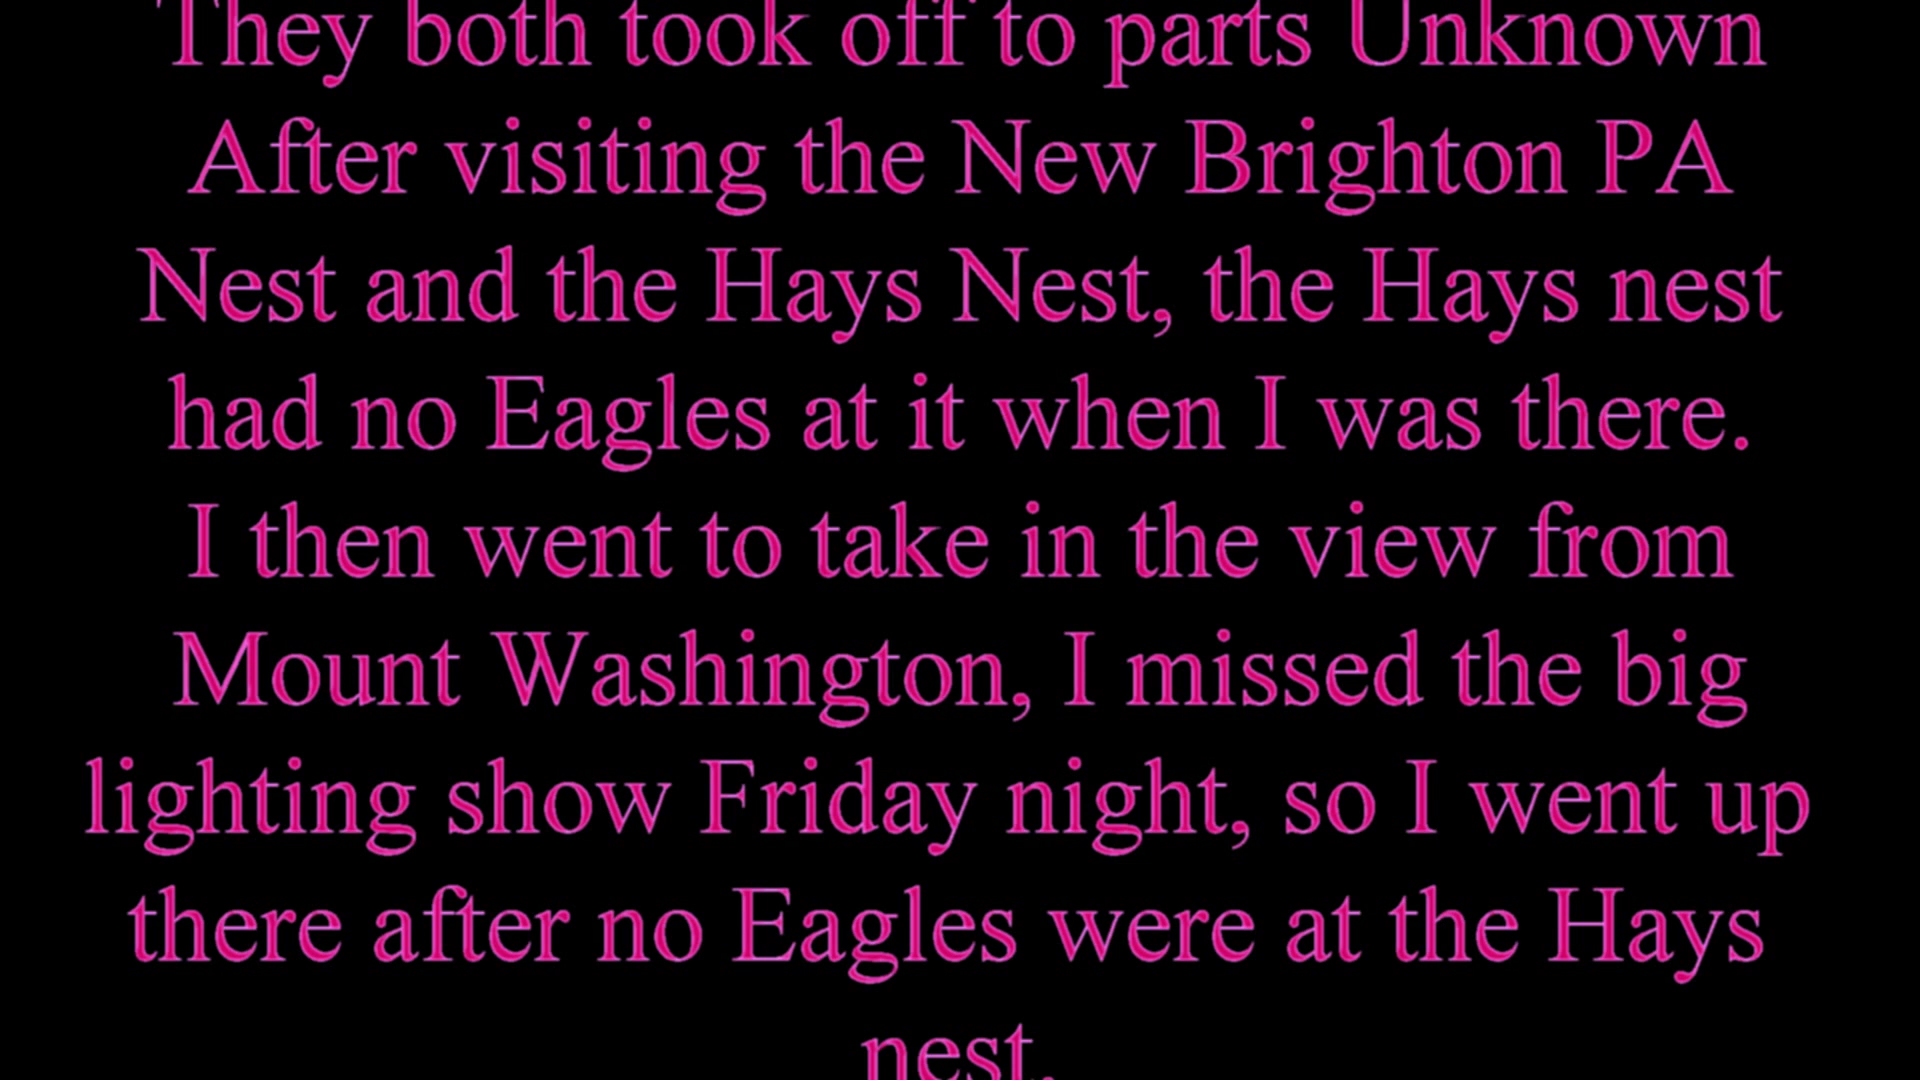 They both took off to parts Unknown
After visiting the New Brighton PA
Nest and the Hays Nest, the Hays nest
had no Eagles at it when I was there.
I then went to take in the view from
Mount Washington, I missed the big
lighting show Friday night, so I went up
there after no Eagles were at the Hays
nest.